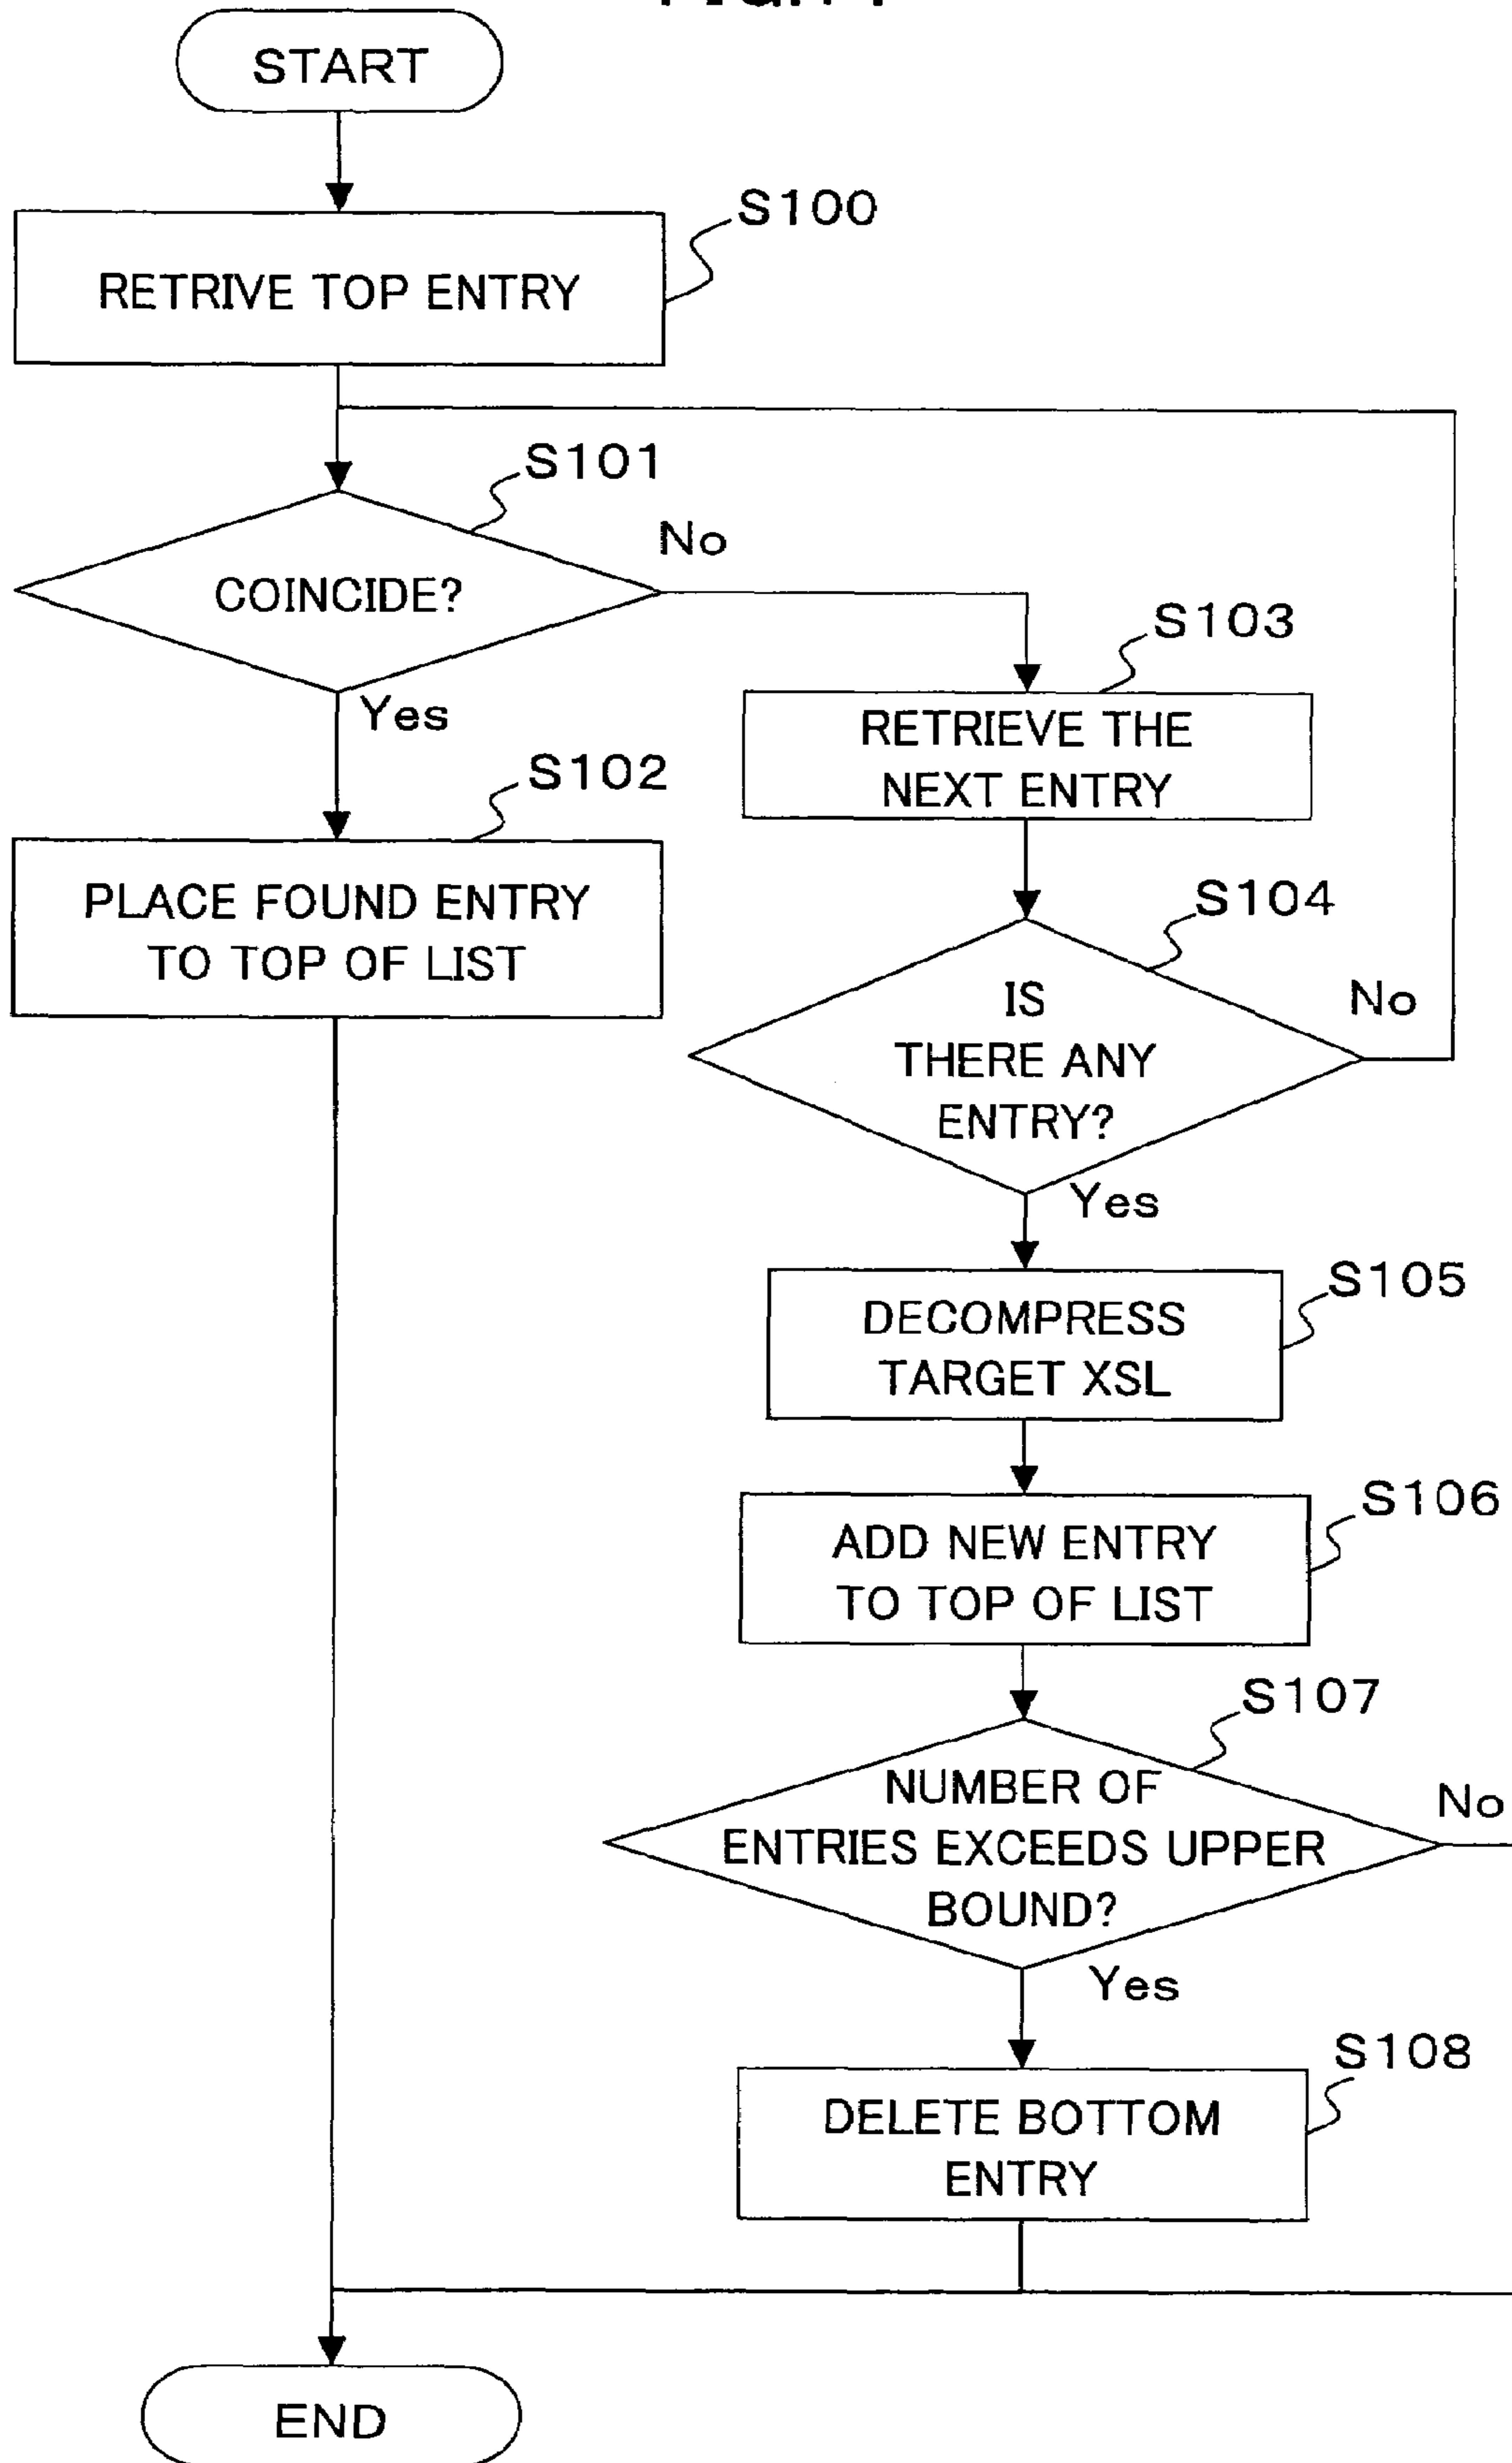 START
S100
RETRIVE TOP ENTRY
S101
No
COINCIDE?
S103
Yes
RETRIEVE THE
NEXT ENTRY
S102
PLACE FOUND ENTRY
TO TOP OF LIST
S104
No
IS
THERE ANY
ENTRY?
Yes
S105
DECOMPRESS
TARGET XSL
S106
ADD NEW ENTRY
TO TOP OF LIST
S107
No
NUMBER OF
ENTRIES EXCEEDS UPPER
BOUND?
Yes
S108
DELETE BOTTOM
ENTRY
END